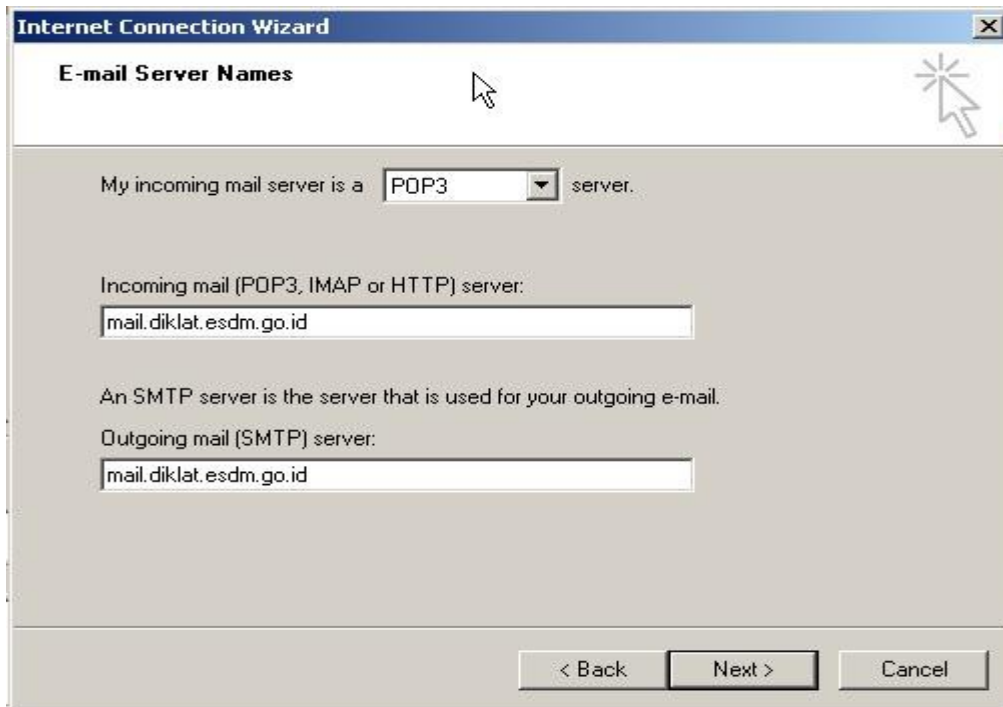 Internet Connection Wizard
E-mail Server Names
My incoming mail server is a POP3 server.
Incoming mail (POP3, IMAP or HTTP) server:
mail.diklat.esdm.go.id
An SMTP server is the server that is used for your outgoing e-mail.
Outgoing mail (SMTP) server:
mail.diklat.esdm.go.id
< Back Next > Cancel